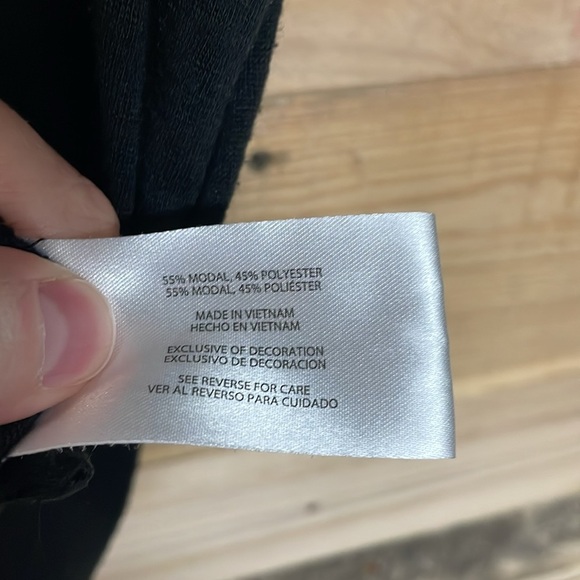 55% MODAL, 45% POLYESTER
55% MODAL, 45% POLIÉSTER
MADE IN VIETNAM
HECHO EN VIETNAM
EXCLUSIVE OF DECORATION
EXCLUSIVO DE DECORACIÓN
SEE REVERSE FOR CARE
VER AL REVERSO PARA CUIDADO